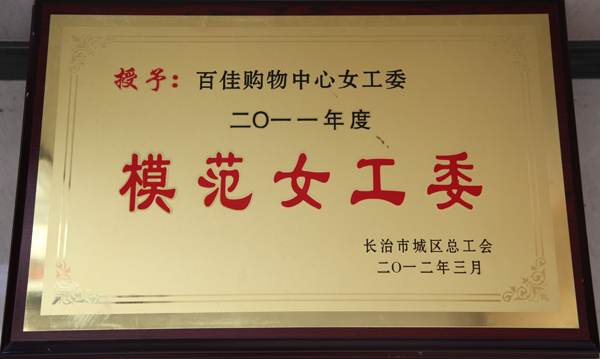 授予：百佳购物中心女工委
二〇一一年度
模范女工委
长治市城区总工会
二〇一二年三月